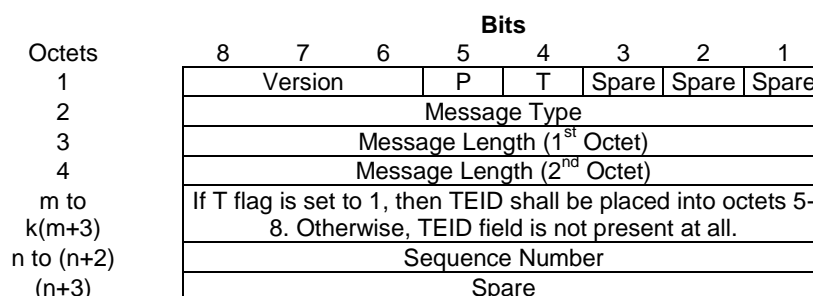 Bits
Octets 8 7 6 5 4 3 2 1
1 Version P T Spare Spare Spare
2 Message Type
3 Message Length (1st Octet)
4 Message Length (2nd Octet)
m to If T flag is set to 1, then TEID shall be placed into octets 5-
k(m+3) 8. Otherwise, TEID field is not present at all.
n to (n+2) Sequence Number
(n+3) Spare